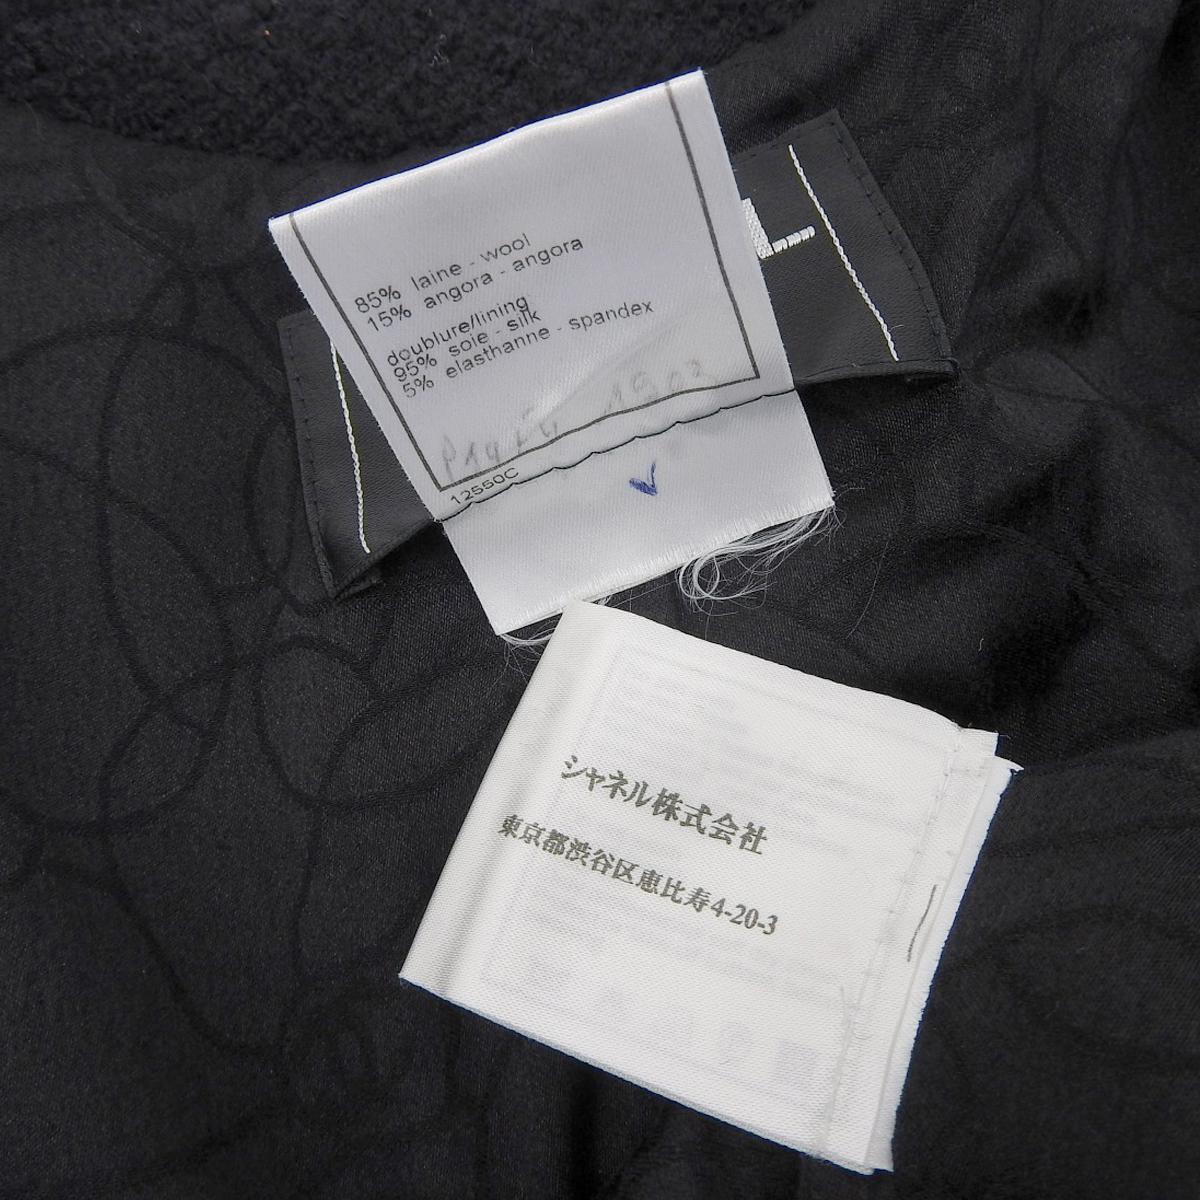 85% laine - wool
15% angora - angora
doublure/lining
95% soie - silk
5% elasthanne - spandex
12550C
L
シャネル株式会社
東京都渋谷区恵比寿4-20-3